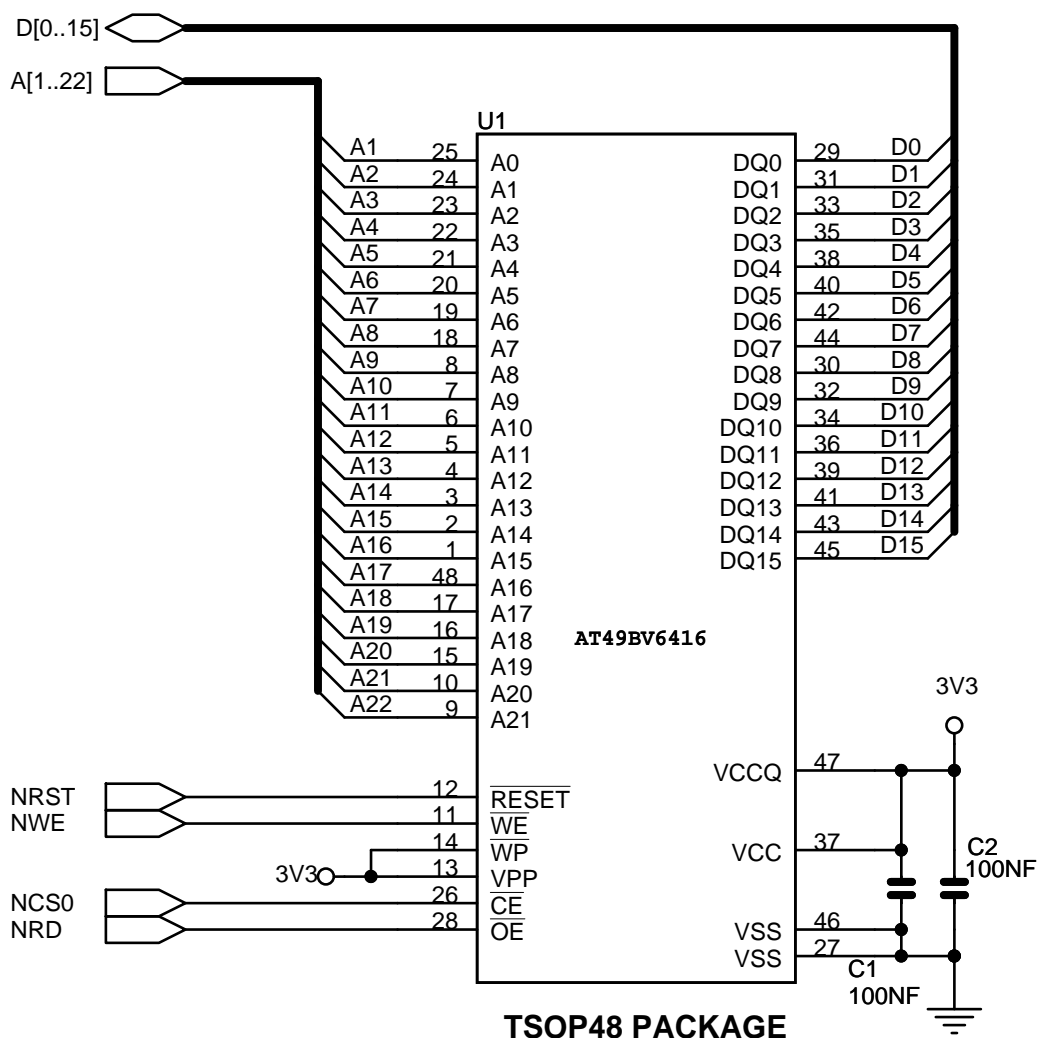 D[0..15]
A[1..22]
U1
A1 25 A0 DQ0 29 D0
A2 24 A1 DQ1 31 D1
A3 23 A2 DQ2 33 D2
A4 22 A3 DQ3 35 D3
A5 21 A4 DQ4 38 D4
A6 20 A5 DQ5 40 D5
A7 19 A6 DQ6 42 D6
A8 18 A7 DQ7 44 D7
A9 8 A8 DQ8 30 D8
A10 7 A9 DQ9 32 D9
A11 6 A10 DQ10 34 D10
A12 5 A11 DQ11 36 D11
A13 4 A12 DQ12 39 D12
A14 3 A13 DQ13 41 D13
A15 2 A14 DQ14 43 D14
A16 1 A15 DQ15 45 D15
A17 48 A16
A18 17 A17
A19 16 A18 AT49BV6416
A20 15 A19
A21 10 A20
A22 9 A21
3V3
VCCQ 47
NRST 12 RESET
NWE 11 WE
14 WP VCC 37 C2
3V3 13 VPP 100NF
NCS0 26 CE
NRD 28 OE VSS 46
VSS 27
C1
100NF
TSOP48 PACKAGE